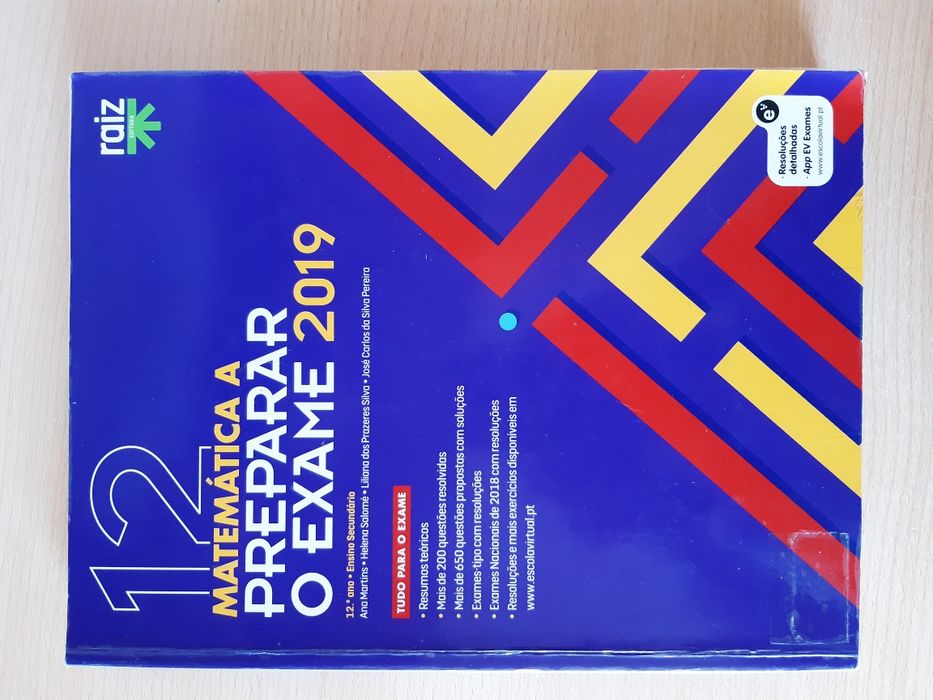 raiz
EDITORA
12
MATEMÁTICA A
PREPARAR
O EXAME 2019
12.º ano • Ensino Secundário
Ana Martins • Helena Salomé • Liliana dos Prazeres Silva • José Carlos da Silva Pereira
TUDO PARA O EXAME
• Resumos teóricos
• Mais de 200 questões resolvidas
• Mais de 650 questões propostas com soluções
• Exames-tipo com resoluções
• Exames Nacionais de 2018 com resoluções
• Resoluções e mais exercícios disponíveis em
www.escolavirtual.pt
ev
· Resoluções
detalhadas
· App EV Exames
www.escolavirtual.pt